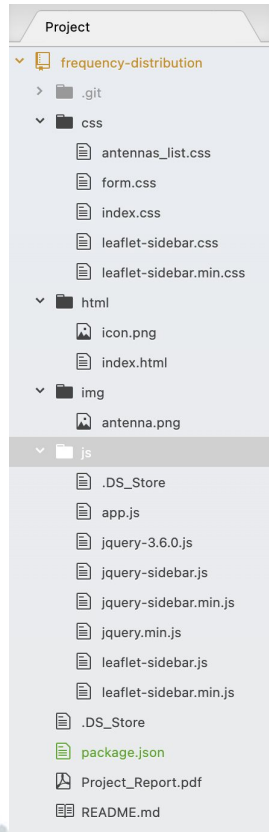 Project
frequency-distribution
.git
css
antennas_list.css
form.css
index.css
leaflet-sidebar.css
leaflet-sidebar.min.css
html
icon.png
index.html
img
antenna.png
js
.DS_Store
app.js
jquery-3.6.0.js
jquery-sidebar.js
jquery-sidebar.min.js
jquery.min.js
leaflet-sidebar.js
leaflet-sidebar.min.js
.DS_Store
package.json
Project_Report.pdf
README.md